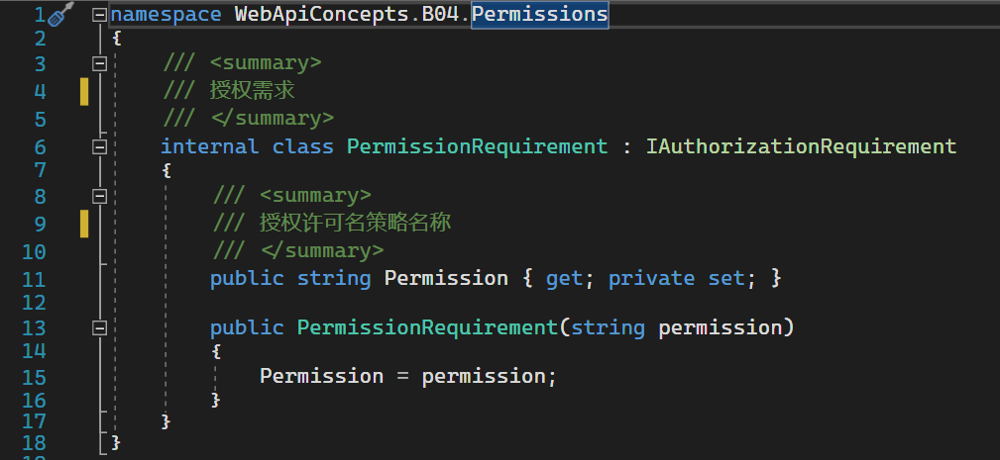 1 namespace WebApiConcepts.B04.Permissions
2 {
3 /// <summary>
4 /// 授权需求
5 /// </summary>
6 internal class PermissionRequirement : IAuthorizationRequirement
7 {
8 /// <summary>
9 /// 授权许可名策略名称
10 /// </summary>
11 public string Permission { get; private set; }
12
13 public PermissionRequirement(string permission)
14 {
15 Permission = permission;
16 }
17 }
18 }